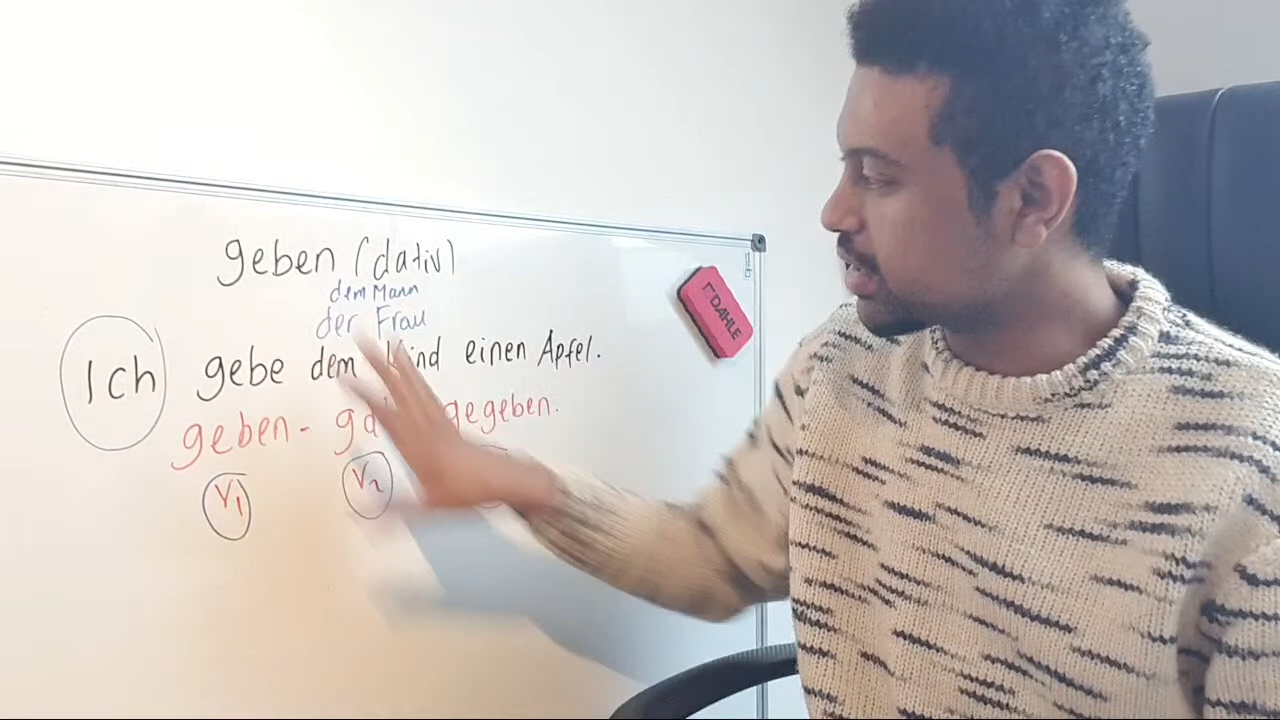 geben (dativ)
dem Mann
der Frau
Ich gebe dem Kind einen Apfel.
geben - gegeben.
V1 V2
DAHLE